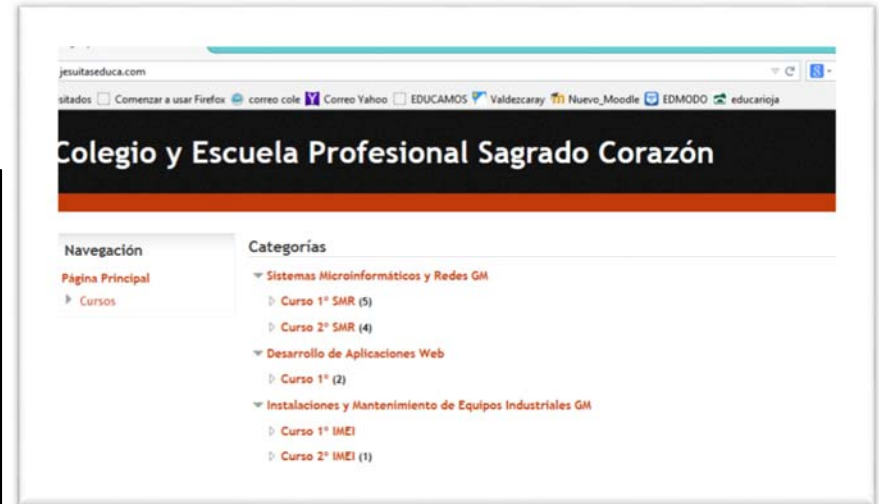 jesuitaseduca.com
sitados Comenzar a usar Firefox correo cole Correo Yahoo EDUCAMOS Valdezcaray Nuevo_Moodle EDMODO educarioja
Colegio y Escuela Profesional Sagrado Corazón
Navegación
Página Principal
Cursos
Categorías
Sistemas Microinformáticos y Redes GM
Curso 1º SMR (5)
Curso 2º SMR (4)
Desarrollo de Aplicaciones Web
Curso 1º (2)
Instalaciones y Mantenimiento de Equipos Industriales GM
Curso 1º IMEI
Curso 2º IMEI (1)